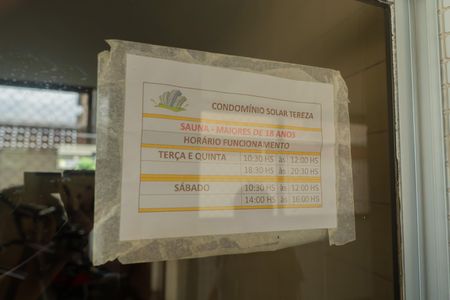 CONDOMÍNIO SOLAR TEREZA
SAUNA - MAIORES DE 18 ANOS
HORÁRIO FUNCIONAMENTO
TERÇA E QUINTA 10:30 HS às 12:00 HS
18:30 HS às 20:30 HS
SÁBADO 10:30 HS às 12:00 HS
14:00 HS às 16:00 HS